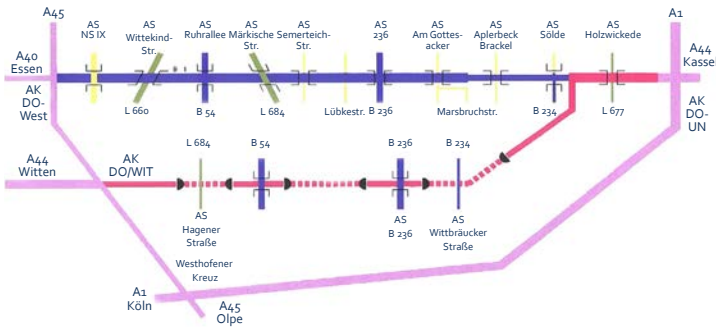 A45
A1
AS
NS IX
AS
Wittekind-
Str.
AS
Ruhrallee
AS
Märkische
Str.
AS
Semerteich-
Str.
AS
236
AS
Am Gottes-
acker
AS
Aplerbeck
Brackel
AS
Sölde
AS
Holzwickede
A40
Essen
A44
Kassel
AK
DO-
West
L 660
B 54
L 684
Lübkestr.
B 236
Marsbruchstr.
B 234
L 677
AK
DO-
UN
A44
Witten
AK
DO/WIT
L 684
B 54
B 236
B 234
AS
Hagener
Straße
AS
B 236
AS
Wittbräucker
Straße
Westhofener
Kreuz
A1
Köln
A45
Olpe